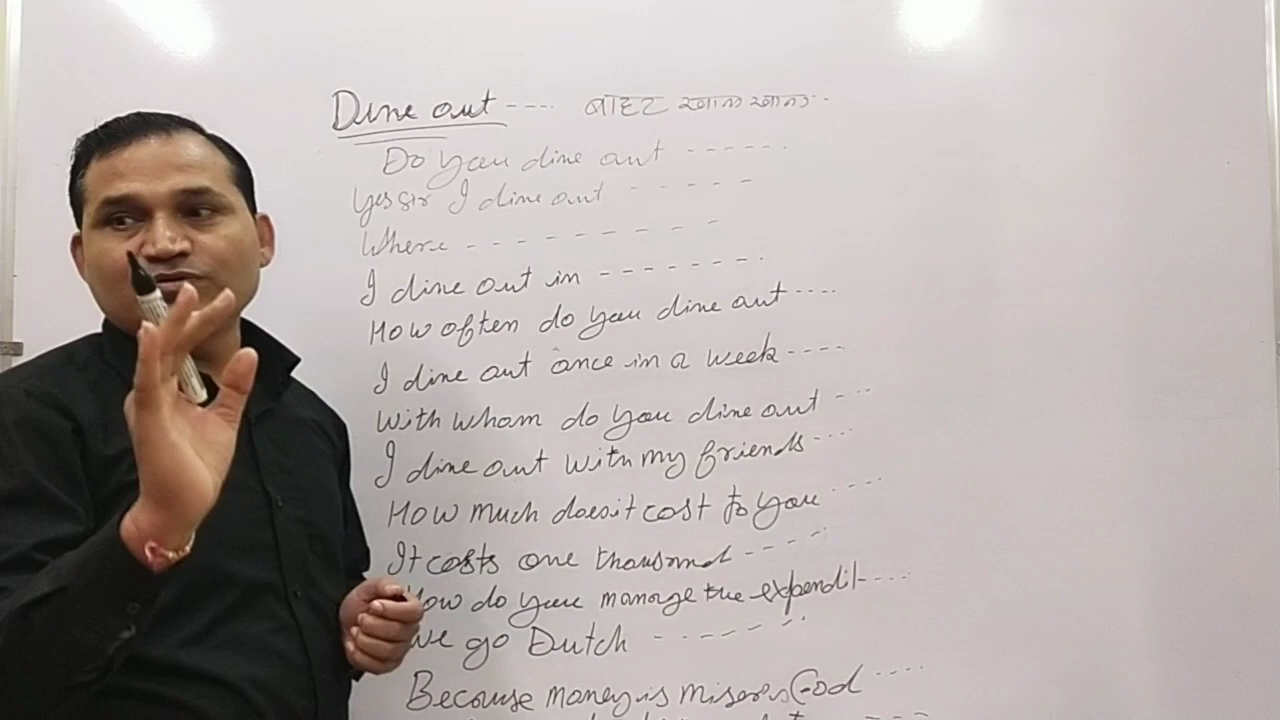 Dine out ---- बाहर खाना खाना.
Do you dine out ------.
Yes sir I dine out -----
Where ---------
I dine out in --------.
How often do you dine out ----
I dine out once in a week ----
With whom do you dine out ---
I dine out with my friends ----
How much does it cost to you ----
It costs one thousand -----
How do you manage the expendit----
We go Dutch ------.
Because money is misers God ----